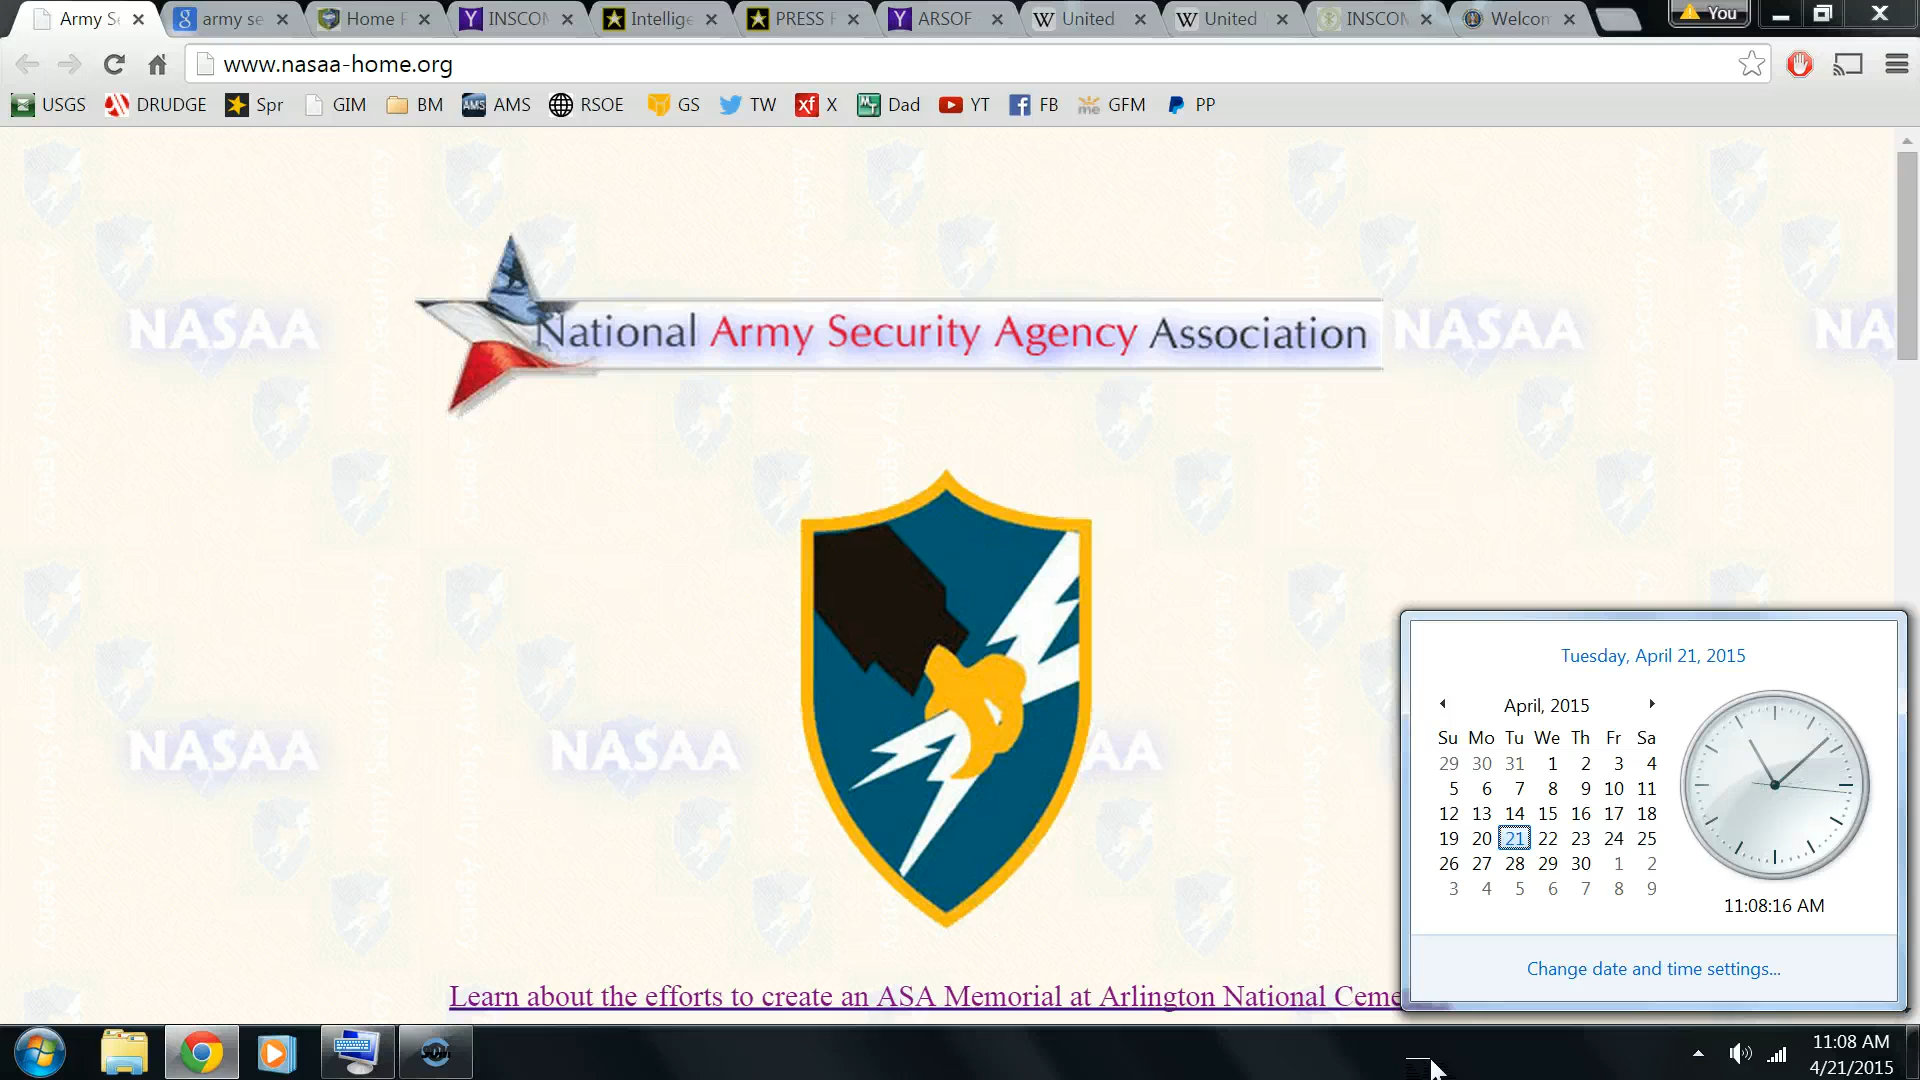 Army S
army se
Home P
INSCOM
Intellige
PRESS R
ARSOF
United
United
INSCOM
Welcom
You
www.nasaa-home.org
USGS
DRUDGE
Spr
GIM
BM
AMS
RSOE
GS
TW
X
Dad
YT
FB
GFM
PP
National Army Security Agency Association
NASAA
NASAA
NA
NASAA
NASAA
AA
Learn about the efforts to create an ASA Memorial at Arlington National Ceme
Tuesday, April 21, 2015
April, 2015
Su Mo Tu We Th Fr Sa
29 30 31 1 2 3 4
5 6 7 8 9 10 11
12 13 14 15 16 17 18
19 20 21 22 23 24 25
26 27 28 29 30 1 2
3 4 5 6 7 8 9
11:08:16 AM
Change date and time settings...
11:08 AM
4/21/2015